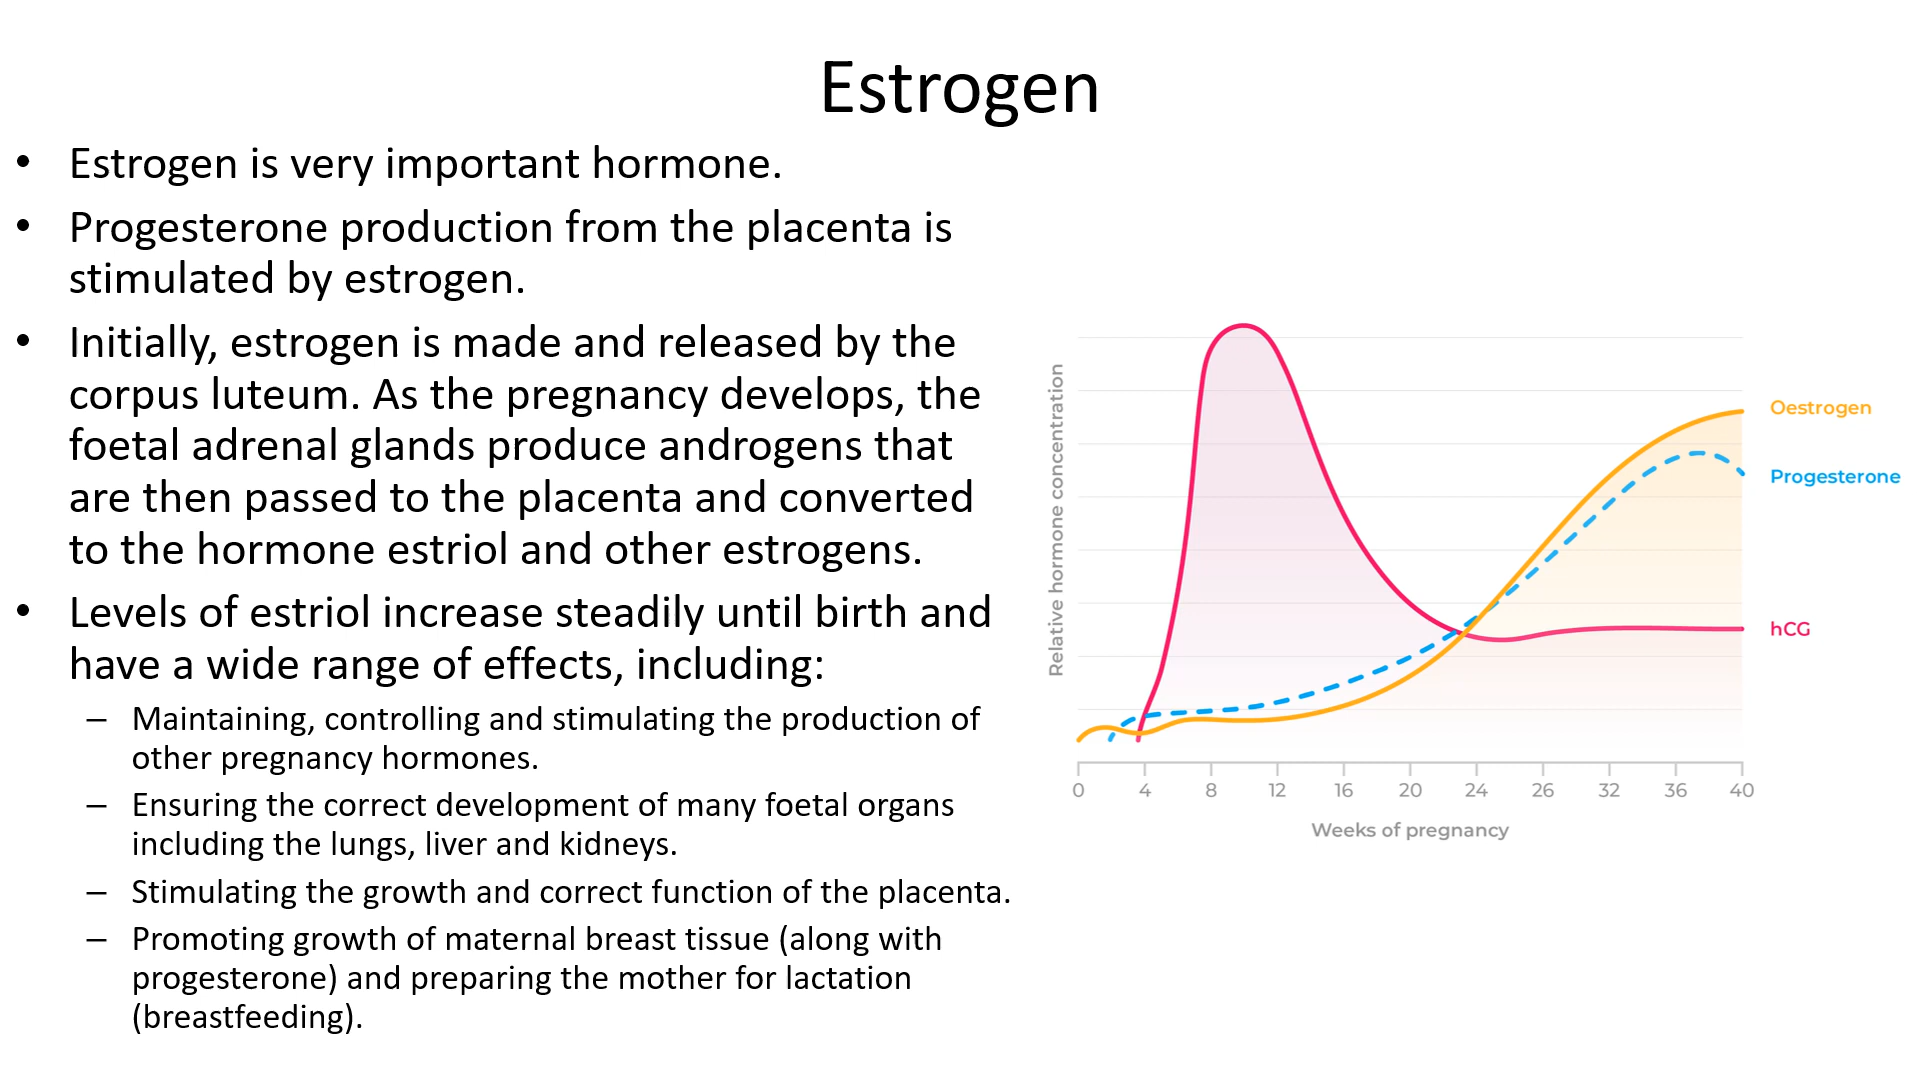 Estrogen
• Estrogen is very important hormone.
• Progesterone production from the placenta is
stimulated by estrogen.
• Initially, estrogen is made and released by the
corpus luteum. As the pregnancy develops, the
foetal adrenal glands produce androgens that
are then passed to the placenta and converted
to the hormone estriol and other estrogens.
• Levels of estriol increase steadily until birth and
have a wide range of effects, including:
– Maintaining, controlling and stimulating the production of
other pregnancy hormones.
– Ensuring the correct development of many foetal organs
including the lungs, liver and kidneys.
– Stimulating the growth and correct function of the placenta.
– Promoting growth of maternal breast tissue (along with
progesterone) and preparing the mother for lactation
(breastfeeding).
Relative hormone concentration
Oestrogen
Progesterone
hCG
0 4 8 12 16 20 24 26 32 36 40
Weeks of pregnancy